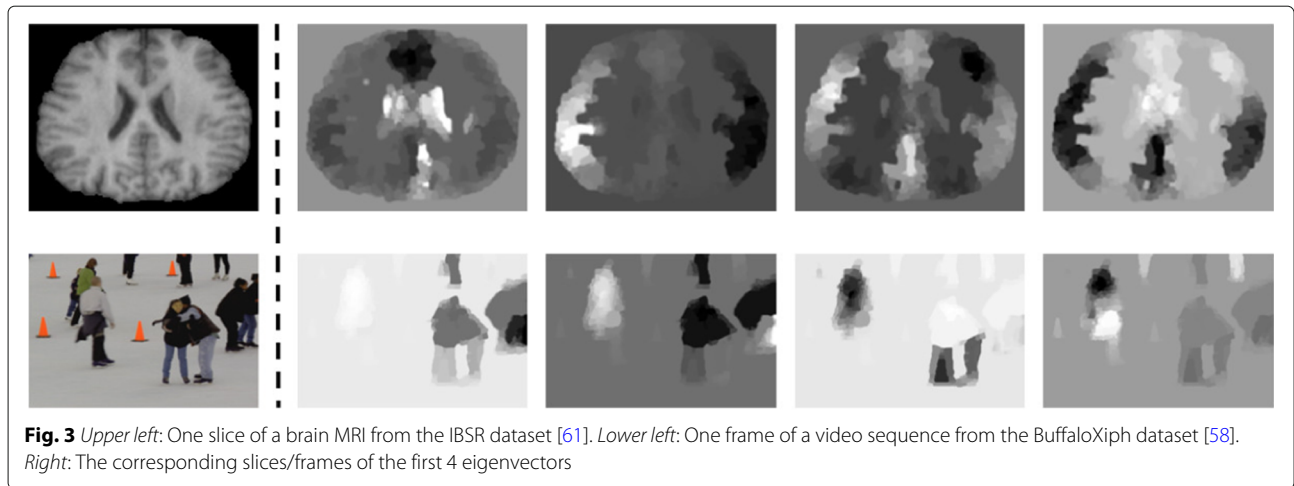 Fig. 3 Upper left: One slice of a brain MRI from the IBSR dataset [61]. Lower left: One frame of a video sequence from the BuffaloXiph dataset [58].
Right: The corresponding slices/frames of the first 4 eigenvectors